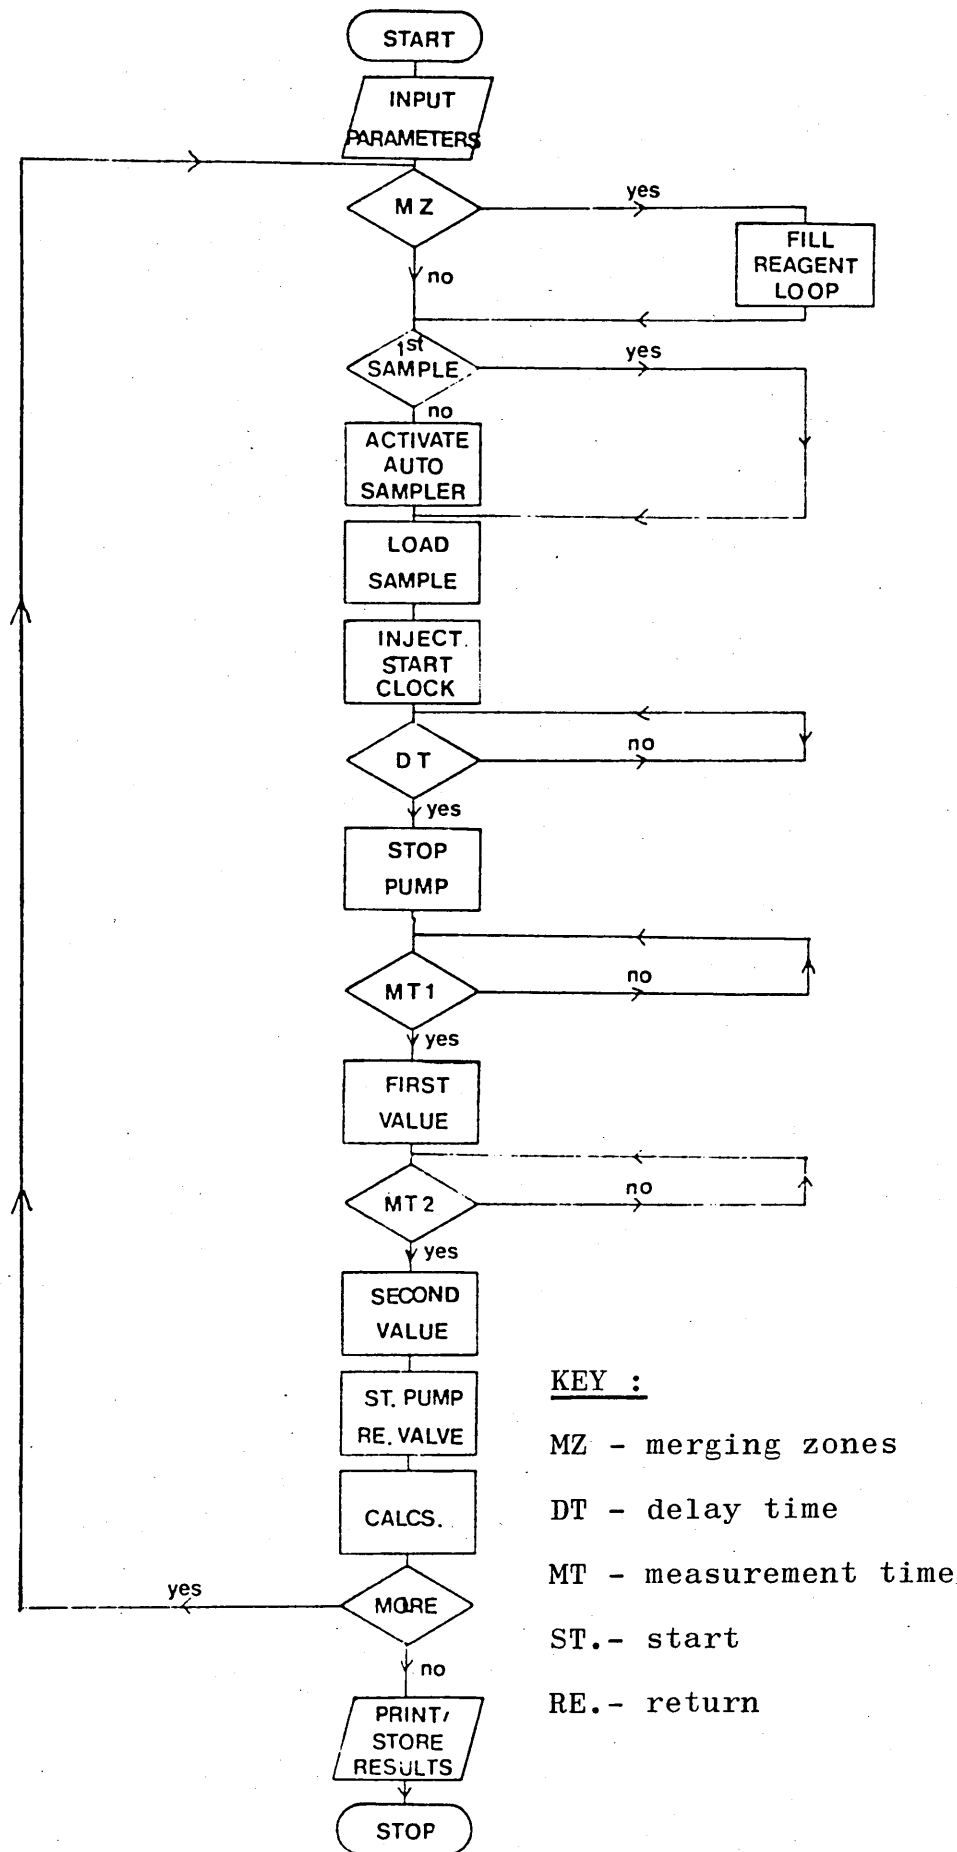 START
INPUT
PARAMETERS
MZ
yes
FILL
REAGENT
LOOP
no
1st
SAMPLE
yes
no
ACTIVATE
AUTO
SAMPLER
LOAD
SAMPLE
INJECT.
START
CLOCK
DT
no
yes
STOP
PUMP
MT1
no
yes
FIRST
VALUE
MT2
no
yes
SECOND
VALUE
ST. PUMP
RE. VALVE
CALCS.
MORE
yes
no
PRINT/
STORE
RESULTS
STOP
KEY :
MZ - merging zones
DT - delay time
MT - measurement time
ST.- start
RE.- return